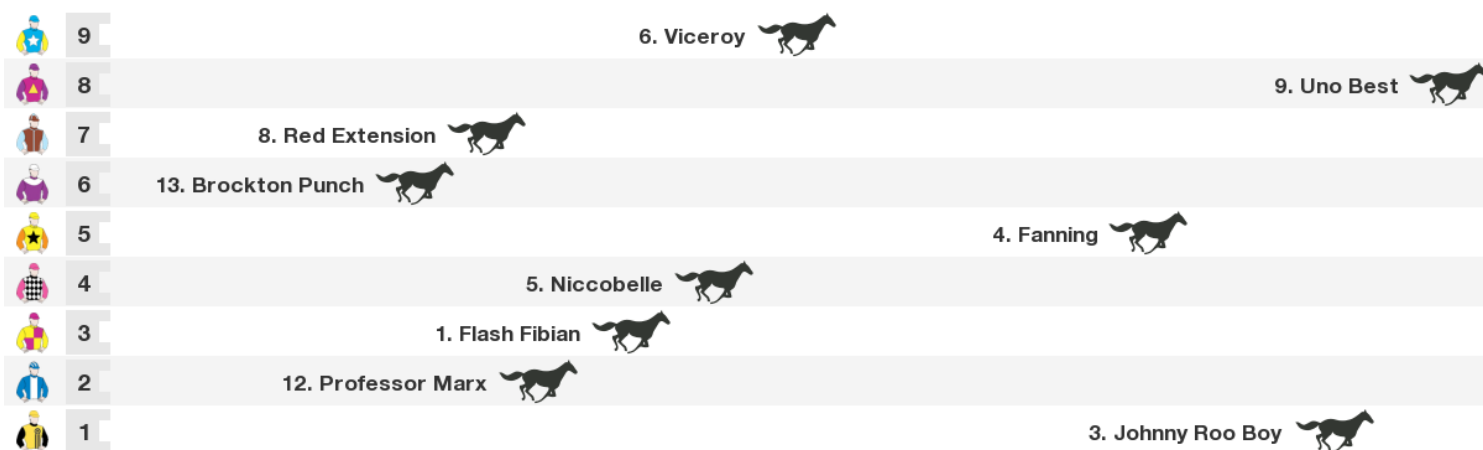 9 6. Viceroy
8 9. Uno Best
7 8. Red Extension
6 13. Brockton Punch
5 4. Fanning
4 5. Niccobelle
3 1. Flash Fibian
2 12. Professor Marx
1 3. Johnny Roo Boy